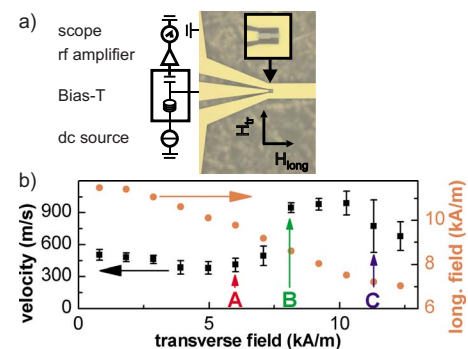 a)
scope
rf amplifier
Bias-T
dc source
H_tr
H_long
b)
velocity (m/s)
900
600
300
0
A
B
C
10
8
6
long. field (kA/m)
0
5
10
transverse field (kA/m)